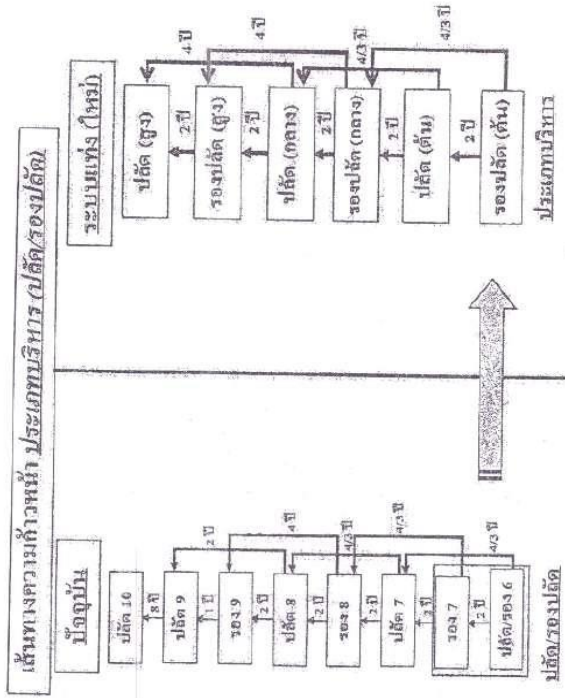 เส้นทางความก้าวหน้า ประเภทบริหาร (ปลัด/รองปลัด)
ปัจจุบัน
ปลัด 10
8 ปี
ปลัด 9
1 ปี
2 ปี
รอง 9
2 ปี
4 ปี
ปลัด 8
2 ปี
4/3 ปี
รอง 8
2 ปี
4/3 ปี
ปลัด 7
2 ปี
4/3 ปี
รอง 7
2 ปี
ปลัด/รอง 6
ปลัด/รองปลัด
ระบบแท่ง (ใหม่)
ปลัด (สูง)
2 ปี
4 ปี
รองปลัด (สูง)
2 ปี
4 ปี
ปลัด (กลาง)
2 ปี
4/3 ปี
รองปลัด (กลาง)
2 ปี
4/3 ปี
ปลัด (ต้น)
2 ปี
รองปลัด (ต้น)
ประเภทบริหาร